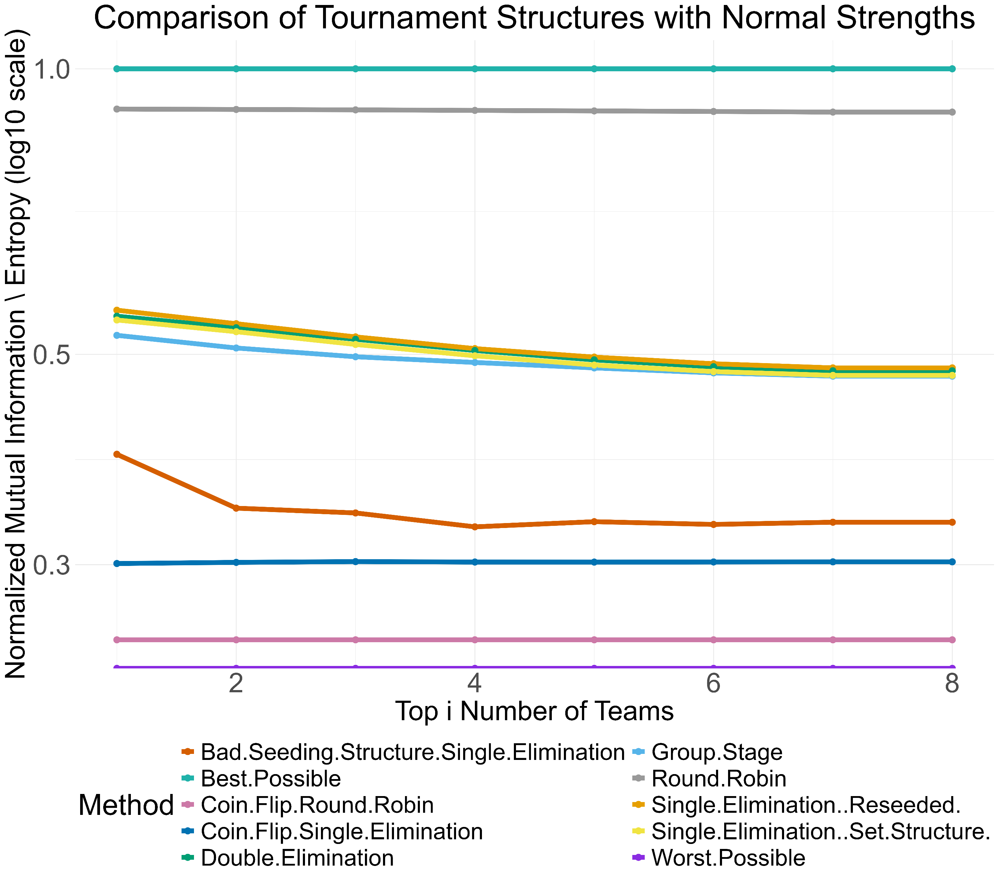 Comparison of Tournament Structures with Normal Strengths
Normalized Mutual Information \ Entropy (log10 scale)
1.0
0.5
0.3
2 4 6 8
Top i Number of Teams
Method
Bad.Seeding.Structure.Single.Elimination
Best.Possible
Coin.Flip.Round.Robin
Coin.Flip.Single.Elimination
Double.Elimination
Group.Stage
Round.Robin
Single.Elimination..Reseeded.
Single.Elimination..Set.Structure.
Worst.Possible